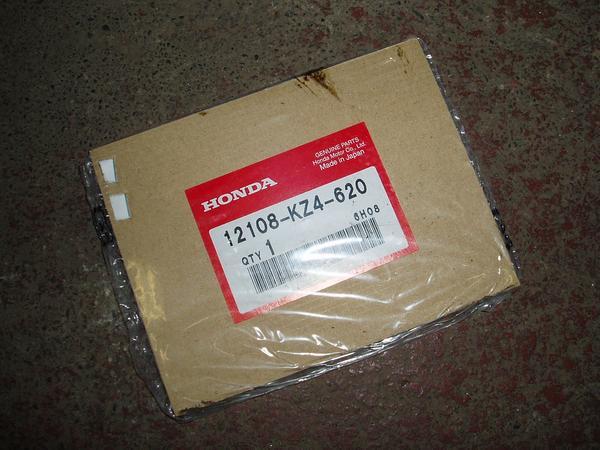 HONDA
GENUINE PARTS
Honda Motor Co., Ltd.
Made in Japan
12108-KZ4-620
QTY 1
6H08